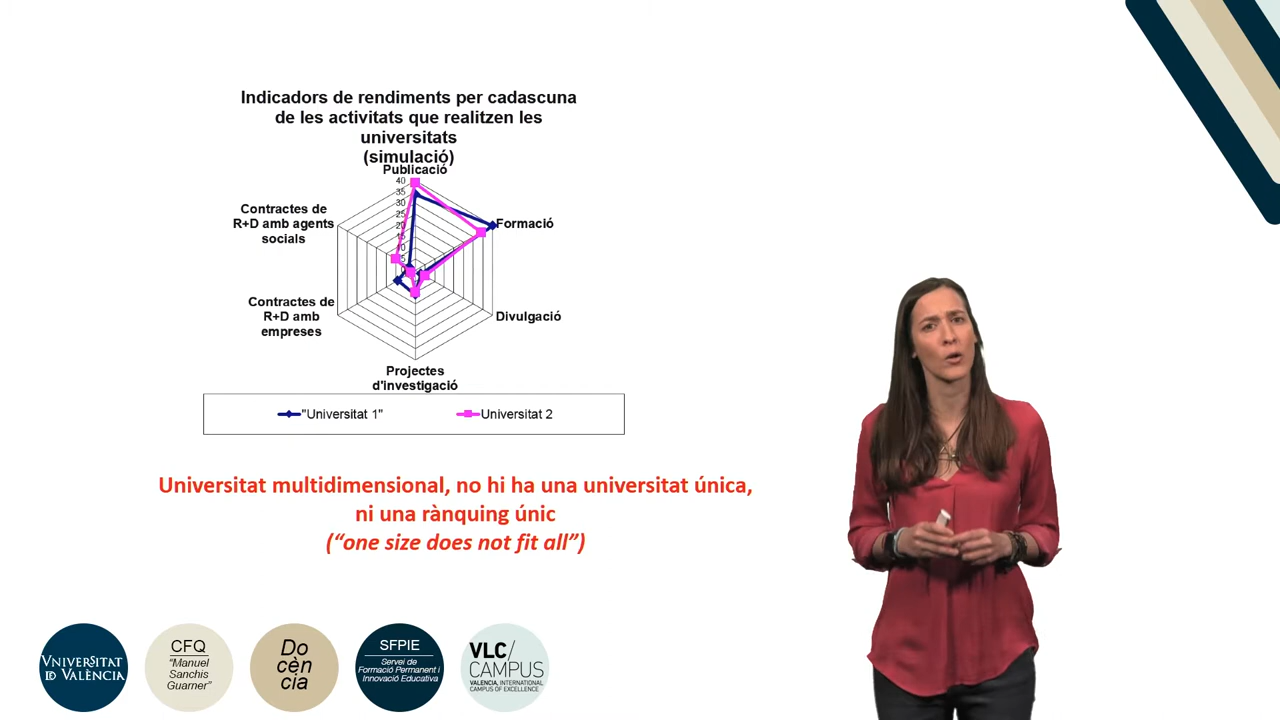 Indicadors de rendiments per cadascuna
de les activitats que realitzen les
universitats
(simulació)
Publicació
40
35
30
25
20
15
10
5
Formació
Divulgació
Projectes
d'investigació
Contractes de
R+D amb
empreses
Contractes de
R+D amb agents
socials
"Universitat 1"
Universitat 2
Universitat multidimensional, no hi ha una universitat única,
ni una rànquing únic
("one size does not fit all")
VNIVERSITAT
ID VALÈNCIA
CFQ
"Manuel
Sanchis
Guarner"
Do
cèn
cia
SFPIE
Servei de
Formació Permanent i
Innovació Educativa
VLC/
CAMPUS
VALENCIA, INTERNATIONAL
CAMPUS OF EXCELLENCE